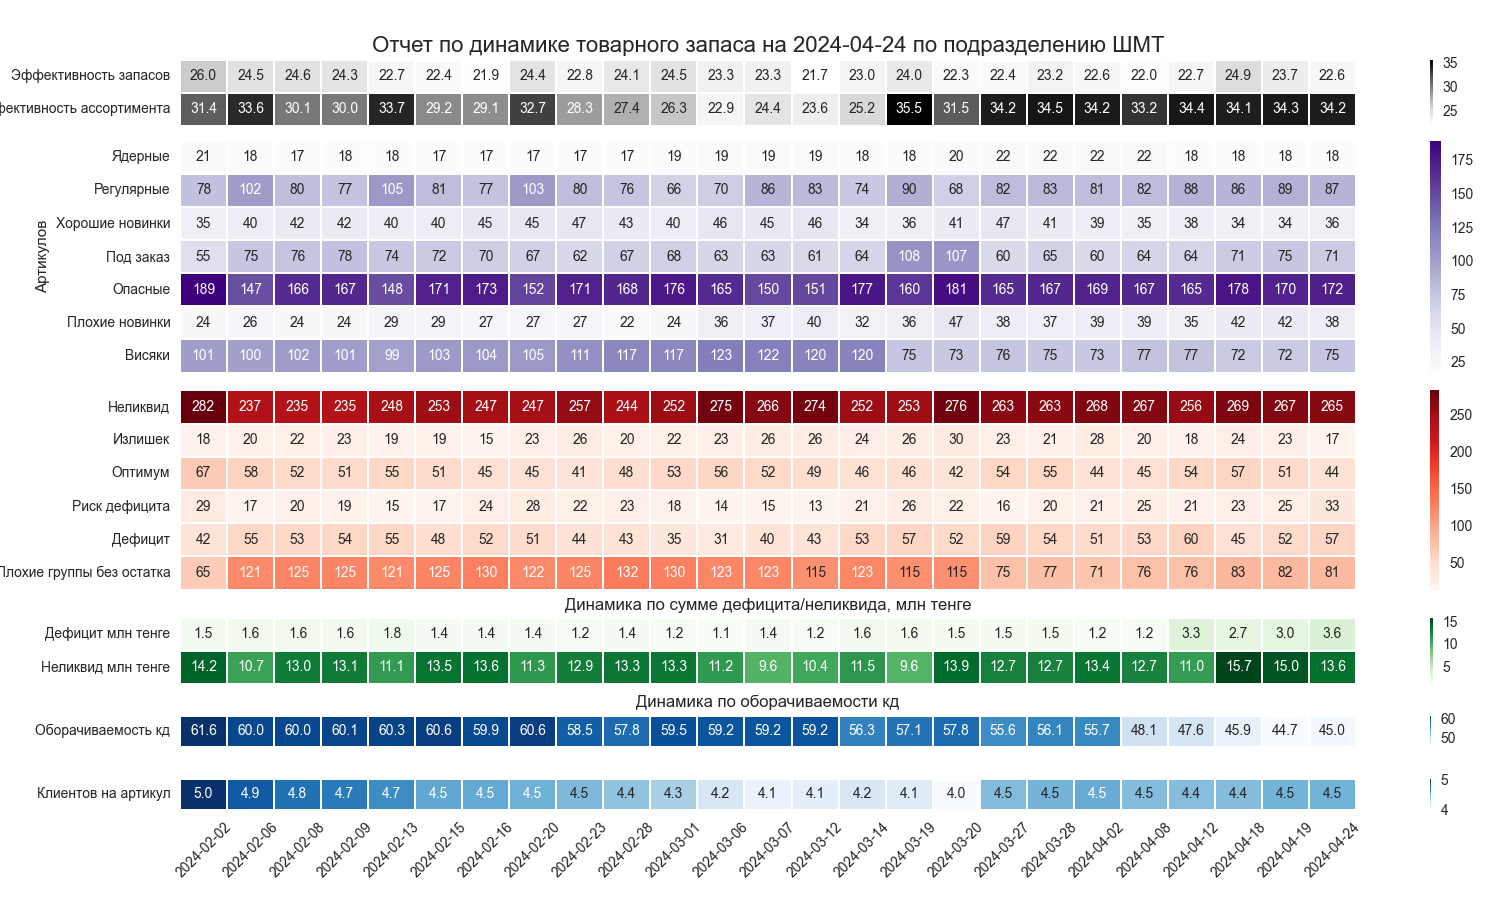 Отчет по динамике товарного запаса на 2024-04-24 по подразделению ШМТ
Эффективность запасов 26.0 24.5 24.6 24.3 22.7 22.4 21.9 24.4 22.8 24.1 24.5 23.3 23.3 21.7 23.0 24.0 22.3 22.4 23.2 22.6 22.0 22.7 24.9 23.7 22.6
фективность ассортимента 31.4 33.6 30.1 30.0 33.7 29.2 29.1 32.7 28.3 27.4 26.3 22.9 24.4 23.6 25.2 35.5 31.5 34.2 34.5 34.2 33.2 34.4 34.1 34.3 34.2
35
30
25
Артикулов
Ядерные 21 18 17 18 18 17 17 17 17 17 19 19 19 19 18 18 20 22 22 22 22 18 18 18 18
Регулярные 78 102 80 77 105 81 77 103 80 76 66 70 86 83 74 90 68 82 83 81 82 88 86 89 87
Хорошие новинки 35 40 42 42 40 40 45 45 47 43 40 46 45 46 34 36 41 47 41 39 35 38 34 34 36
Под заказ 55 75 76 78 74 72 70 67 62 67 68 63 63 61 64 108 107 60 65 60 64 64 71 75 71
Опасные 189 147 166 167 148 171 173 152 171 168 176 165 150 151 177 160 181 165 167 169 167 165 178 170 172
Плохие новинки 24 26 24 24 29 29 27 27 27 22 24 36 37 40 32 36 47 38 37 39 39 35 42 42 38
Висяки 101 100 102 101 99 103 104 105 111 117 117 123 122 120 120 75 73 76 75 73 77 77 72 72 75
175
150
125
100
75
50
25
Неликвид 282 237 235 235 248 253 247 247 257 244 252 275 266 274 252 253 276 263 263 268 267 256 269 267 265
Излишек 18 20 22 23 19 19 15 23 26 20 22 23 26 26 24 26 30 23 21 28 20 18 24 23 17
Оптимум 67 58 52 51 55 51 45 45 41 48 53 56 52 49 46 46 42 54 55 44 45 54 57 51 44
Риск дефицита 29 17 20 19 15 17 24 28 22 23 18 14 15 13 21 26 22 16 20 21 25 21 23 25 33
Дефицит 42 55 53 54 55 48 52 51 44 43 35 31 40 43 53 57 52 59 54 51 53 60 45 52 57
Плохие группы без остатка 65 121 125 125 121 125 130 122 125 132 130 123 123 115 123 115 115 75 77 71 76 76 83 82 81
250
200
150
100
50
Динамика по сумме дефицита/неликвида, млн тенге
Дефицит млн тенге 1.5 1.6 1.6 1.6 1.8 1.4 1.4 1.4 1.2 1.4 1.2 1.1 1.4 1.2 1.6 1.6 1.5 1.5 1.5 1.2 1.2 3.3 2.7 3.0 3.6
Неликвид млн тенге 14.2 10.7 13.0 13.1 11.1 13.5 13.6 11.3 12.9 13.3 13.3 11.2 9.6 10.4 11.5 9.6 13.9 12.7 12.7 13.4 12.7 11.0 15.7 15.0 13.6
15
10
5
Динамика по оборачиваемости кд
Оборачиваемость кд 61.6 60.0 60.0 60.1 60.3 60.6 59.9 60.6 58.5 57.8 59.5 59.2 59.2 59.2 56.3 57.1 57.8 55.6 56.1 55.7 48.1 47.6 45.9 44.7 45.0
60
50
Клиентов на артикул 5.0 4.9 4.8 4.7 4.7 4.5 4.5 4.5 4.5 4.4 4.3 4.2 4.1 4.1 4.2 4.1 4.0 4.5 4.5 4.5 4.5 4.4 4.4 4.5 4.5
5
4
2024-02-02 2024-02-06 2024-02-08 2024-02-09 2024-02-13 2024-02-15 2024-02-16 2024-02-20 2024-02-23 2024-02-28 2024-03-01 2024-03-06 2024-03-07 2024-03-12 2024-03-14 2024-03-19 2024-03-20 2024-03-27 2024-03-28 2024-04-02 2024-04-08 2024-04-12 2024-04-18 2024-04-19 2024-04-24